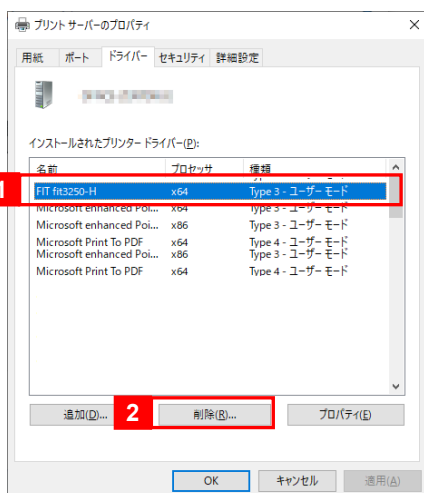 プリント サーバーのプロパティ
用紙 ポート ドライバー セキュリティ 詳細設定
インストールされたプリンター ドライバー(P):
名前 プロセッサ 種類
1
FIT fit3250-H x64 Type 3 - ユーザー モード
Microsoft enhanced Poi... x64 Type 3 - ユーザー モード
Microsoft enhanced Poi... x86 Type 3 - ユーザー モード
Microsoft Print To PDF x64 Type 4 - ユーザー モード
Microsoft enhanced Poi... x86 Type 3 - ユーザー モード
Microsoft Print To PDF x64 Type 4 - ユーザー モード
追加(D)... 2 削除(R)... プロパティ(E)
OK キャンセル 適用(A)